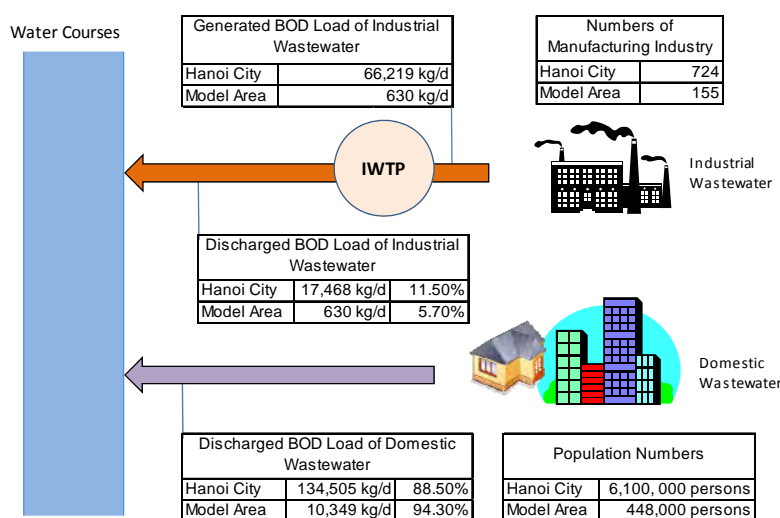 Water Courses
Generated BOD Load of Industrial
Wastewater
Hanoi City 66,219 kg/d
Model Area 630 kg/d
Numbers of
Manufacturing Industry
Hanoi City 724
Model Area 155
IWTP
Industrial
Wastewater
Discharged BOD Load of Industrial
Wastewater
Hanoi City 17,468 kg/d 11.50%
Model Area 630 kg/d 5.70%
Domestic
Wastewater
Discharged BOD Load of Domestic
Wastewater
Hanoi City 134,505 kg/d 88.50%
Model Area 10,349 kg/d 94.30%
Population Numbers
Hanoi City 6,100, 000 persons
Model Area 448,000 persons